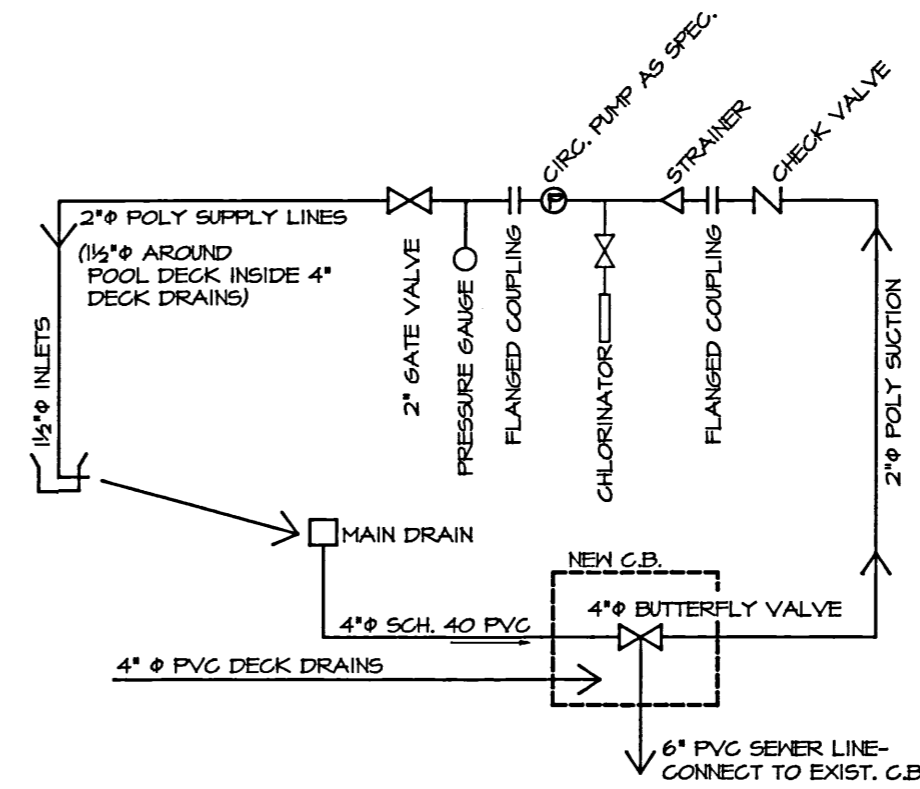 CIRC. PUMP AS SPEC.
STRAINER
CHECK VALVE
P
2"Φ POLY SUPPLY LINES
(1½"Φ AROUND
POOL DECK INSIDE 4"
DECK DRAINS)
1½"Φ INLETS
2" GATE VALVE
PRESSURE GAUGE
FLANGED COUPLING
CHLORINATOR
FLANGED COUPLING
2"Φ POLY SUCTION
MAIN DRAIN
NEW C.B.
4"Φ BUTTERFLY VALVE
4"Φ SCH. 40 PVC
4" Φ PVC DECK DRAINS
6" PVC SEWER LINE-
CONNECT TO EXIST. C.B